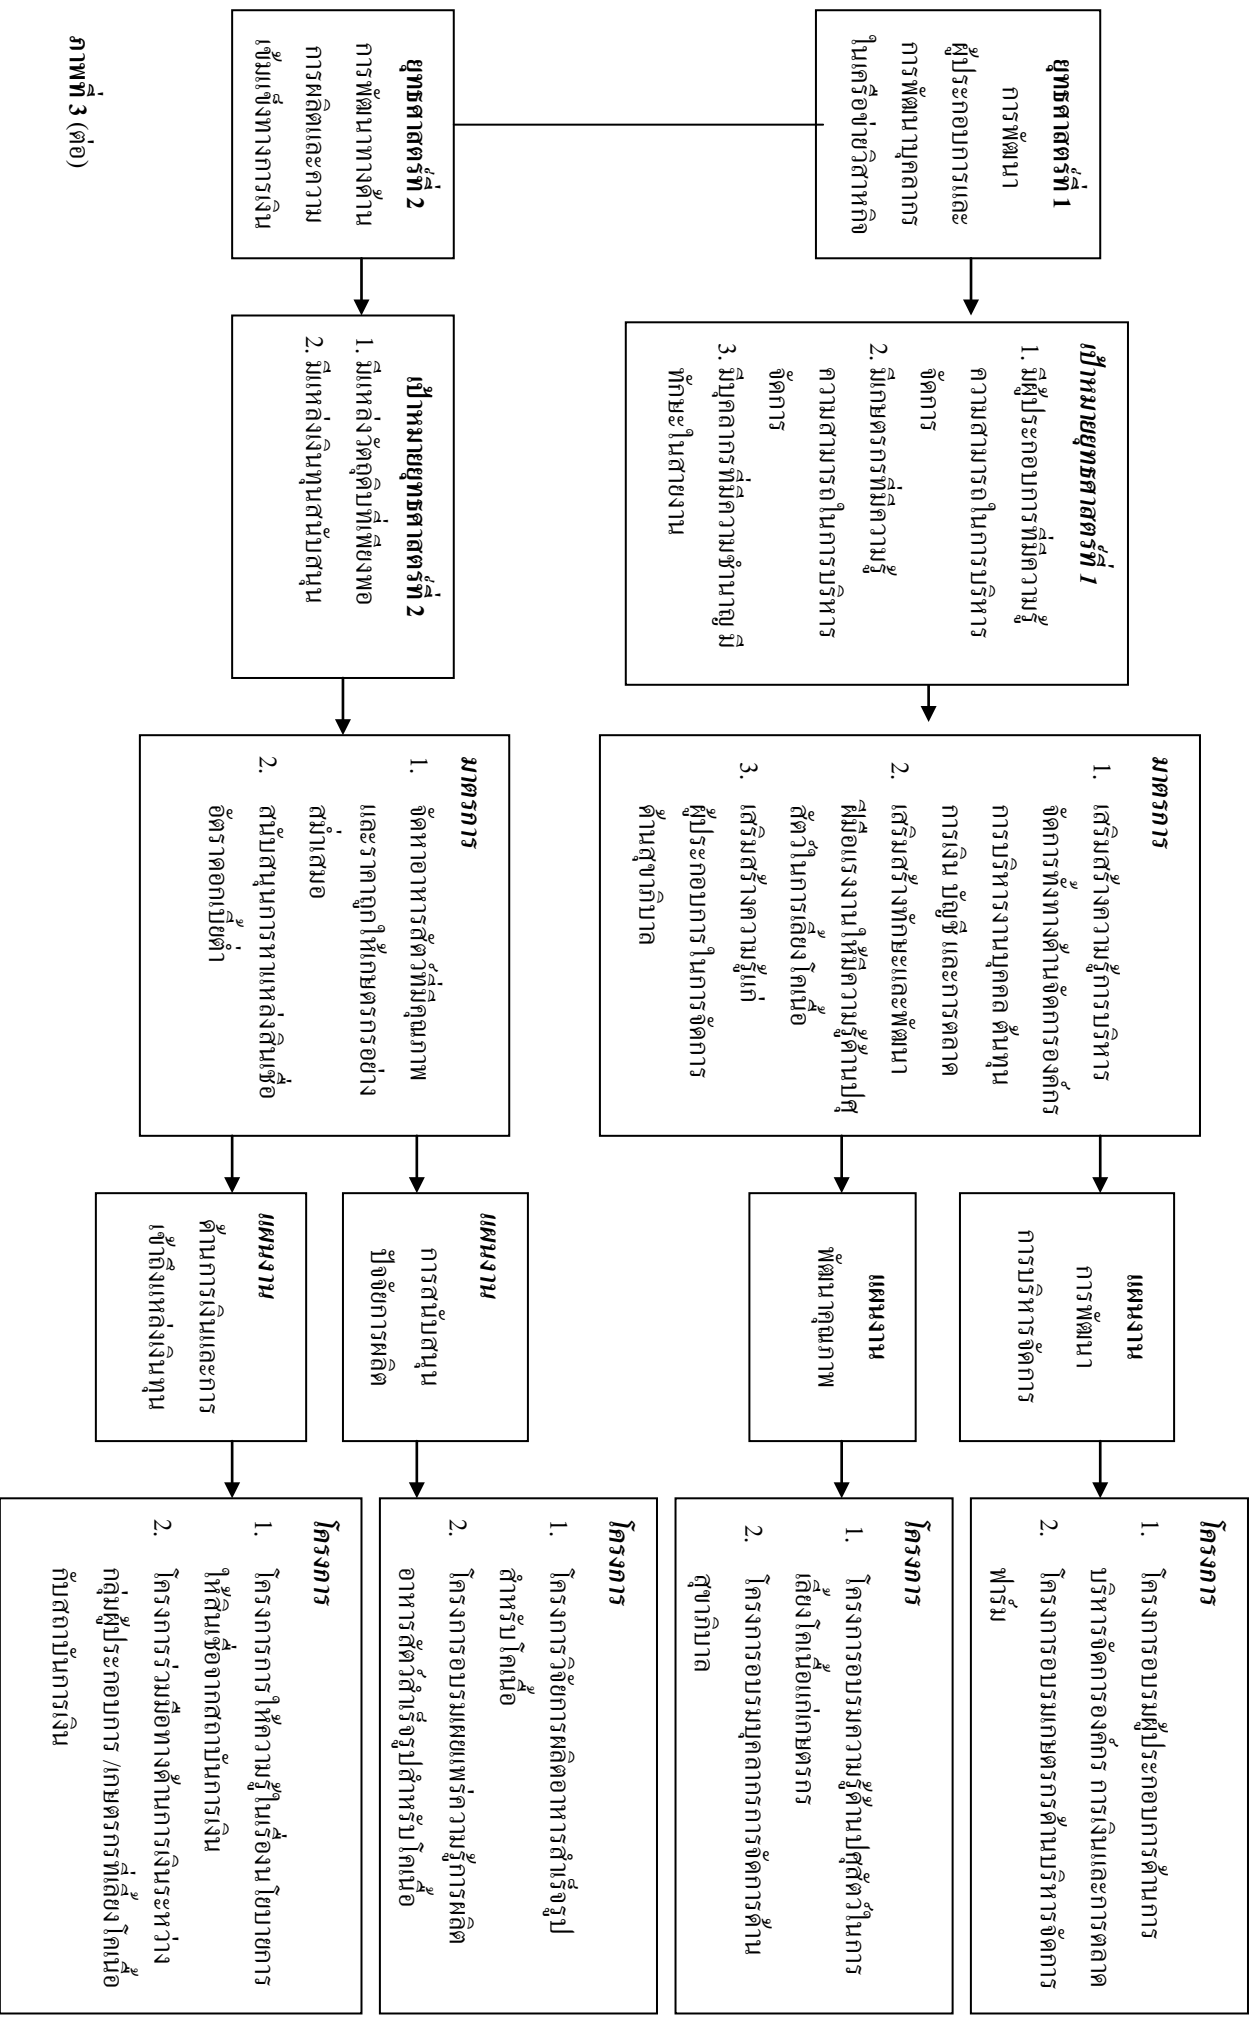 ยุทธศาสตร์ที่ 1
การพัฒนา
ผู้ประกอบการและ
การพัฒนาบุคลากร
ในเครือข่ายวิสาหกิจ
เป้าหมายยุทธศาสตร์ที่ 1
1. มีผู้ประกอบการที่มีความรู้
ความสามารถในการบริหาร
จัดการ
2. มีเกษตรกรที่มีความรู้
ความสามารถในการบริหาร
จัดการ
3. มีบุคลากรที่มีความชำนาญ มี
ทักษะในสายงาน
มาตรการ
1. เสริมสร้างความรู้การบริหาร
จัดการทั้งทางด้านจัดการองค์กร
การบริหารงานบุคคล ต้นทุน
การเงิน บัญชี และการตลาด
2. เสริมสร้างทักษะและพัฒนา
ฝีมือแรงงานให้มีความรู้ด้านปศุ
สัตว์ในการเลี้ยงโคเนื้อ
3. เสริมสร้างความรู้แก่
ผู้ประกอบการในการจัดการ
ด้านสุขาภิบาล
แผนงาน
การพัฒนา
การบริหารจัดการ
แผนงาน
พัฒนาคุณภาพ
โครงการ
1. โครงการอบรมผู้ประกอบการด้านการ
บริหารจัดการองค์กร การเงินและการตลาด
2. โครงการอบรมเกษตรกรด้านบริหารจัดการ
ฟาร์ม
โครงการ
1. โครงการอบรมความรู้ด้านปศุสัตว์ในการ
เลี้ยงโคเนื้อแก่เกษตรกร
2. โครงการอบรมบุคลากรการจัดการด้าน
สุขาภิบาล
ยุทธศาสตร์ที่ 2
การพัฒนาทางด้าน
การผลิตและความ
เข้มแข็งทางการเงิน
เป้าหมายยุทธศาสตร์ที่ 2
1. มีแหล่งวัตถุดิบที่เพียงพอ
2. มีแหล่งเงินทุนสนับสนุน
มาตรการ
1. จัดหาอาหารสัตว์ที่มีคุณภาพ
และราคาถูกให้เกษตรกรอย่าง
สม่ำเสมอ
2. สนับสนุนการหาแหล่งสินเชื่อ
อัตราดอกเบี้ยต่ำ
แผนงาน
การสนับสนุน
ปัจจัยการผลิต
แผนงาน
ด้านการเงินและการ
เข้าถึงแหล่งเงินทุน
โครงการ
1. โครงการวิจัยการผลิตอาหารสำเร็จรูป
สำหรับโคเนื้อ
2. โครงการอบรมเผยแพร่ความรู้การผลิต
อาหารสัตว์สำเร็จรูปสำหรับโคเนื้อ
โครงการ
1. โครงการการให้ความรู้ในเรื่องนโยบายการ
ให้สินเชื่อจากสถาบันการเงิน
2. โครงการร่วมมือทางด้านการเงินระหว่าง
กลุ่มผู้ประกอบการ /เกษตรกรที่เลี้ยงโคเนื้อ
กับสถาบันการเงิน
ภาพที่ 3 (ต่อ)